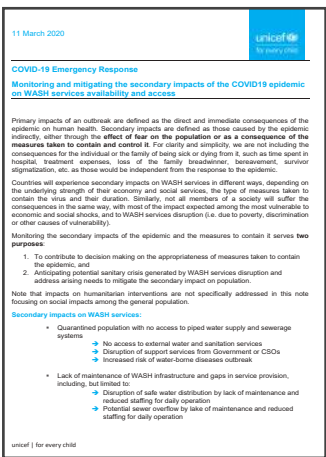 11 March 2020
unicef
for every child
COVID-19 Emergency Response
Monitoring and mitigating the secondary impacts of the COVID19 epidemic
on WASH services availability and access
Primary impacts of an outbreak are defined as the direct and immediate consequences of the
epidemic on human health. Secondary impacts are defined as those caused by the epidemic
indirectly, either through the effect of fear on the population or as a consequence of the
measures taken to contain and control it. For clarity and simplicity, we are not including the
consequences for the individual or the family of being sick or dying from it, such as time spent in
hospital, treatment expenses, loss of the family breadwinner, bereavement, survivor
stigmatization, etc. as those would be independent from the response to the epidemic.
Countries will experience secondary impacts on WASH services in different ways, depending on
the underlying strength of their economy and social services, the type of measures taken to
contain the virus and their duration. Similarly, not all members of a society will suffer the
consequences in the same way, with most of the impact expected among the most vulnerable to
economic and social shocks, and to WASH services disruption (i.e. due to poverty, discrimination
or other causes of vulnerability).
Monitoring the secondary impacts of the epidemic and the measures to contain it serves two
purposes:
1. To contribute to decision making on the appropriateness of measures taken to contain
the epidemic, and
2. Anticipating potential sanitary crisis generated by WASH services disruption and
address arising needs to mitigate the secondary impact on population.
Note that impacts on humanitarian interventions are not specifically addressed in this note
focusing on social impacts among the general population.
Secondary impacts on WASH services:
• Quarantined population with no access to piped water supply and sewerage
systems
➔ No access to external water and sanitation services
➔ Disruption of support services from Government or CSOs
➔ Increased risk of water-borne diseases outbreak
• Lack of maintenance of WASH infrastructure and gaps in service provision,
including, but limited to:
➔ Disruption of safe water distribution by lack of maintenance and
reduced staffing for daily operation
➔ Potential sewer overflow by lake of maintenance and reduced
staffing for daily operation
unicef | for every child